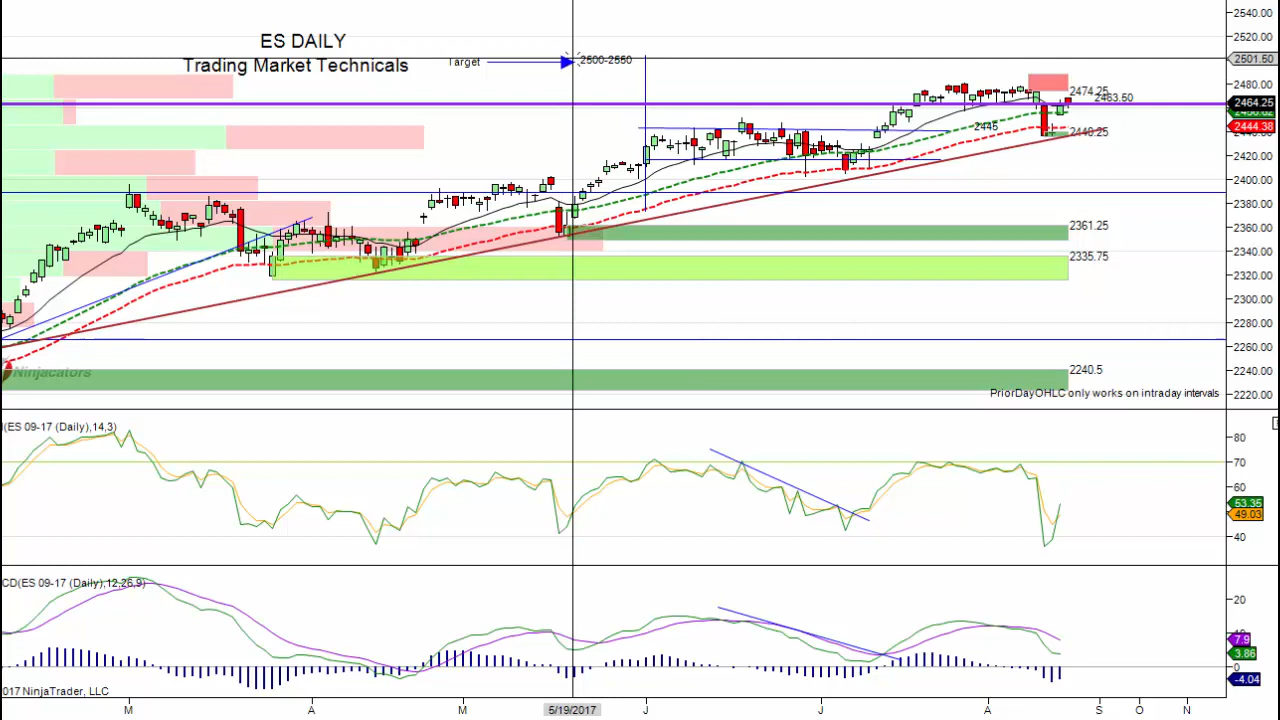 ES DAILY
Trading Market Technicals
Target
2500-2550
2474.25
2463.50
2445
2440.25
2361.25
2335.75
2240.5
Ninjacators
PriorDayOHLC only works on intraday intervals
2540.00
2520.00
2501.50
2480.00
2464.25
2444.38
2420.00
2400.00
2380.00
2360.00
2340.00
2320.00
2300.00
2280.00
2260.00
2240.00
2220.00
(ES 09-17 (Daily),14,3)
80
70
60
53.35
49.03
40
CD(ES 09-17 (Daily),12,26,9)
20
7.9
3.86
0
-4.04
2017 NinjaTrader, LLC
M
A
M
5/19/2017
J
J
A
S
O
N